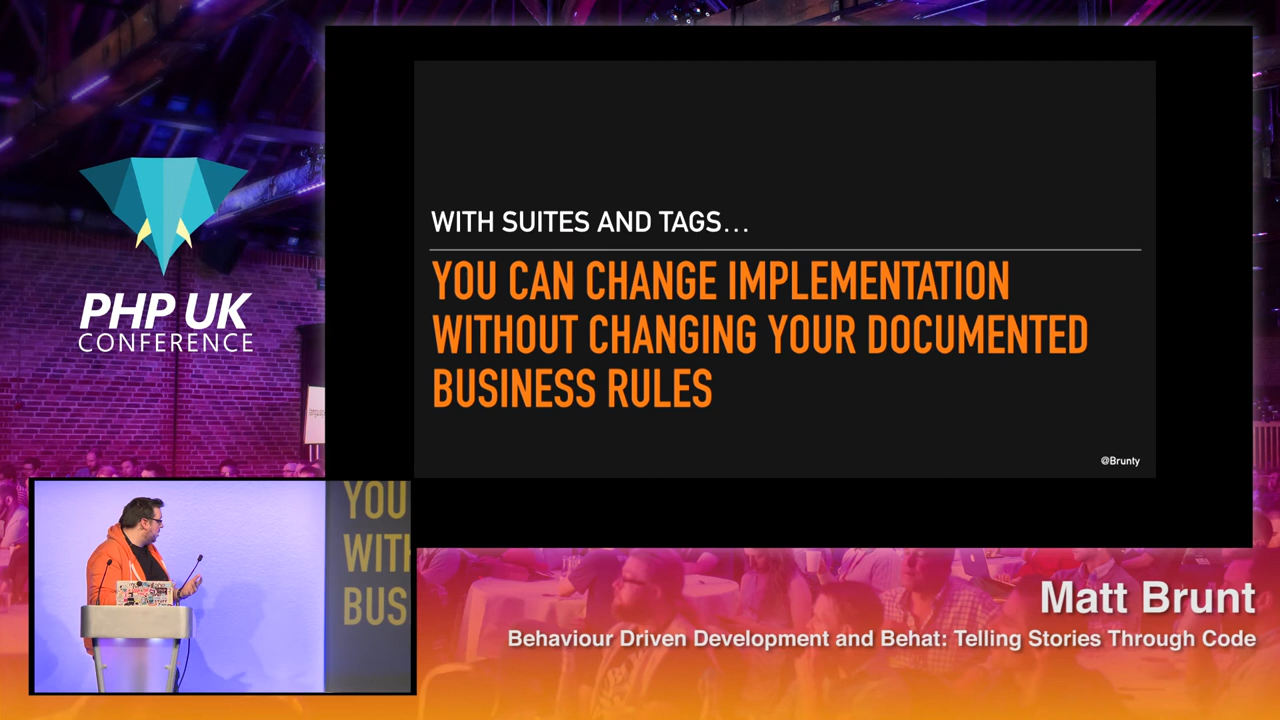 PHP UK
CONFERENCE
WITH SUITES AND TAGS...
YOU CAN CHANGE IMPLEMENTATION
WITHOUT CHANGING YOUR DOCUMENTED
BUSINESS RULES
@Brunty
YOU
WITH
BUS
Matt Brunt
Behaviour Driven Development and Behat: Telling Stories Through Code